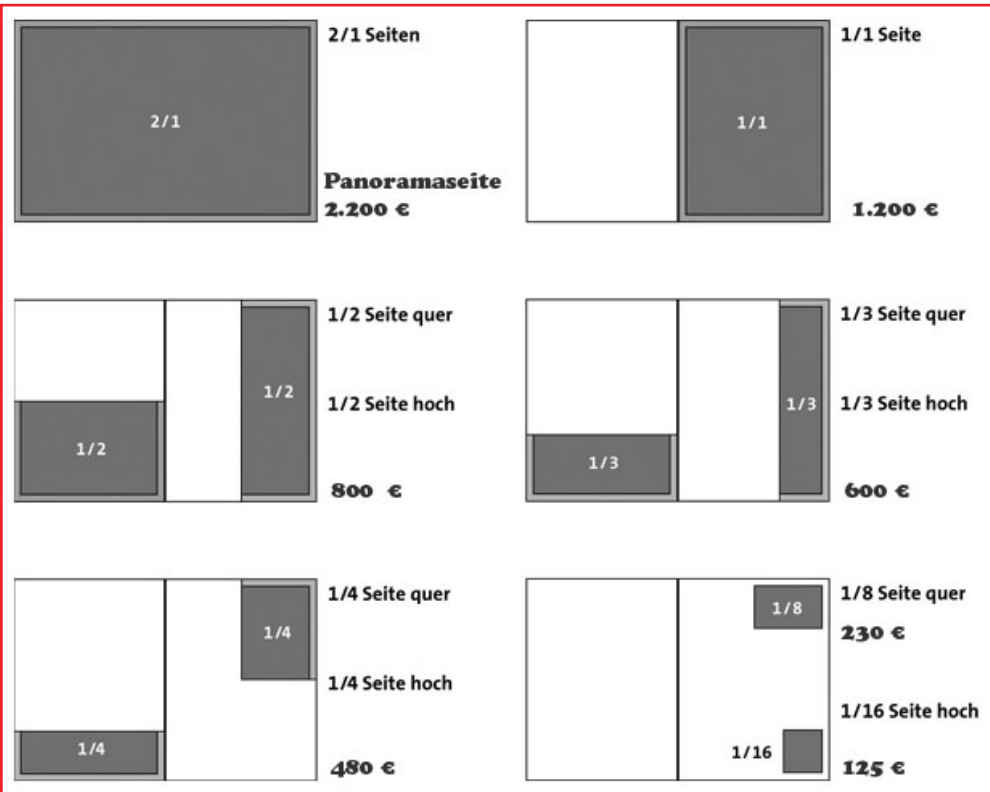 2/1 Seiten
2/1
Panoramaseite
2.200 €
1/1 Seite
1/1
1.200 €
1/2 Seite quer
1/2
1/2 Seite hoch
1/2
800 €
1/3 Seite quer
1/3
1/3 Seite hoch
1/3
600 €
1/4 Seite quer
1/4
1/4 Seite hoch
1/4
480 €
1/8 Seite quer
1/8
230 €
1/16 Seite hoch
1/16
125 €